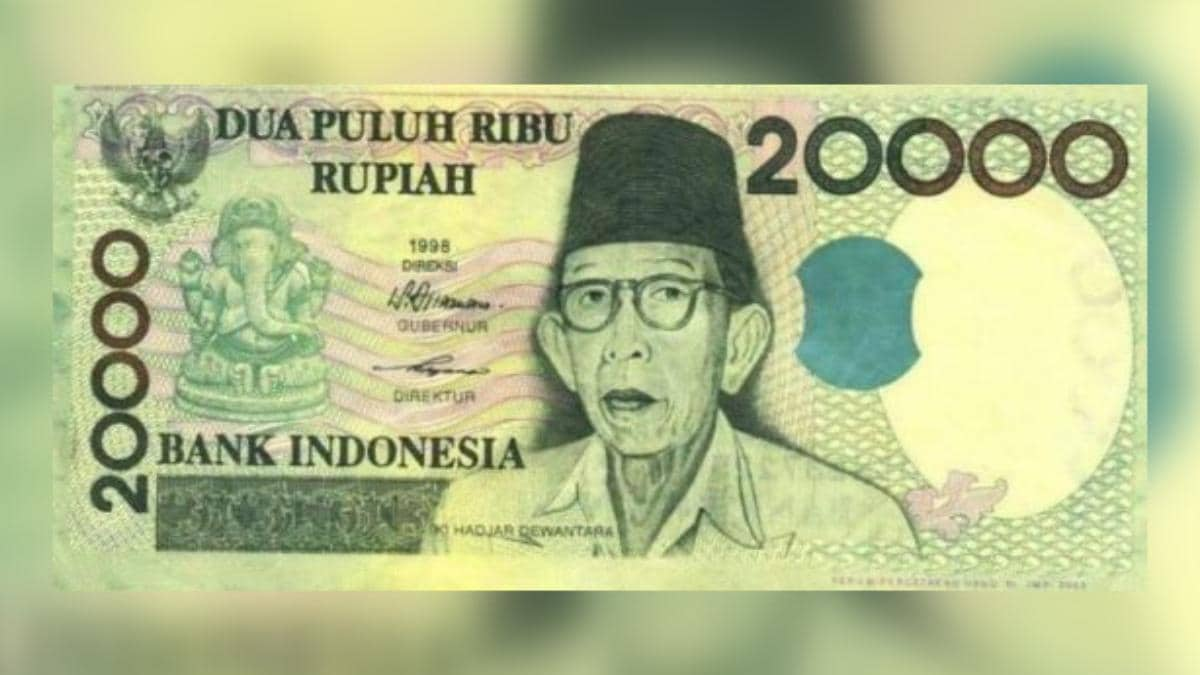 DUA PULUH RIBU
RUPIAH
20000
1998
DIREKSI
GUBERNUR
DIREKTUR
20000
BANK INDONESIA
KI HADJAR DEWANTARA